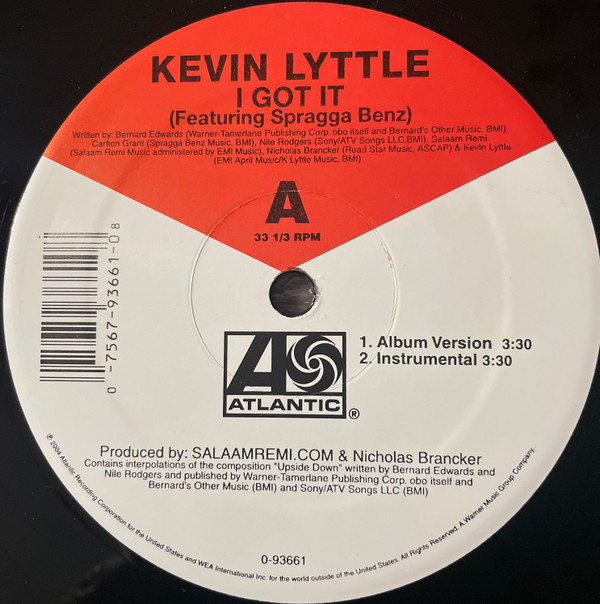 KEVIN LYTTLE
I GOT IT
(Featuring Spragga Benz)
Written by: Bernard Edwards (Warner-Tamerlane Publishing Corp. obo itself and Bernard's Other Music, BMI),
Carlton Grant (Spragga Benz Music, BMI), Nile Rodgers (Sony/ATV Songs LLC,BMI), Salaam Remi
(Salaam Remi Music administered by EMI Music), Nicholas Brancker (Road Star Music, ASCAP) & Kevin Lyttle
(EMI April Music/K Lyttle Music, BMI)
A
33 1/3 RPM
0 -7567-93661-0 8
1. Album Version 3:30
2. Instrumental 3:30
ATLANTIC ®
Produced by: SALAAMREMI.COM & Nicholas Brancker
Contains interpolations of the composition "Upside Down" written by Bernard Edwards and
Nile Rodgers and published by Warner-Tamerlane Publishing Corp. obo itself and
Bernard's Other Music (BMI) and Sony/ATV Songs LLC (BMI)
0-93661
℗ 2004 Atlantic Recording Corporation for the United States and WEA International Inc. for the world outside of the United States. All Rights Reserved. A Warner Music Group Company.